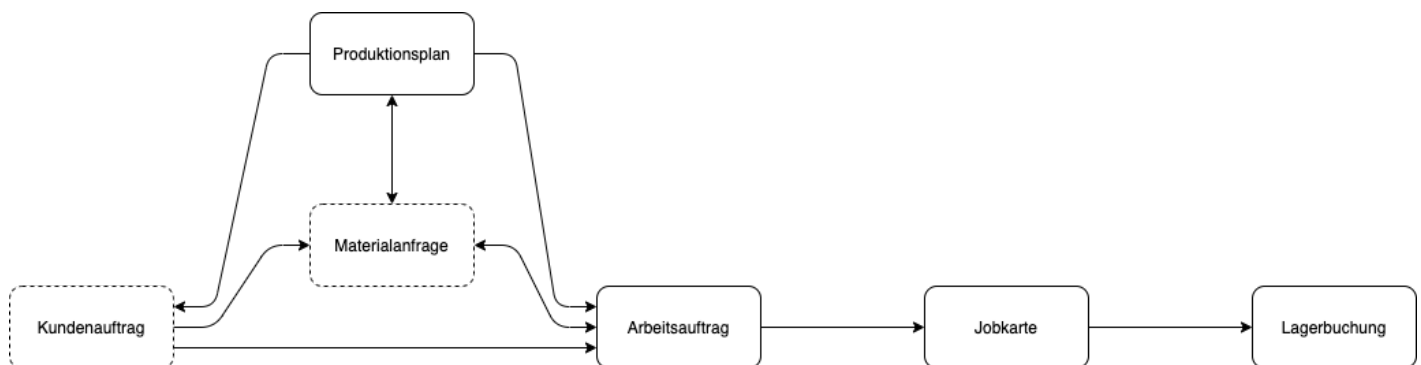 Produktionsplan
Materialanfrage
Kundenauftrag
Arbeitsauftrag
Jobkarte
Lagerbuchung